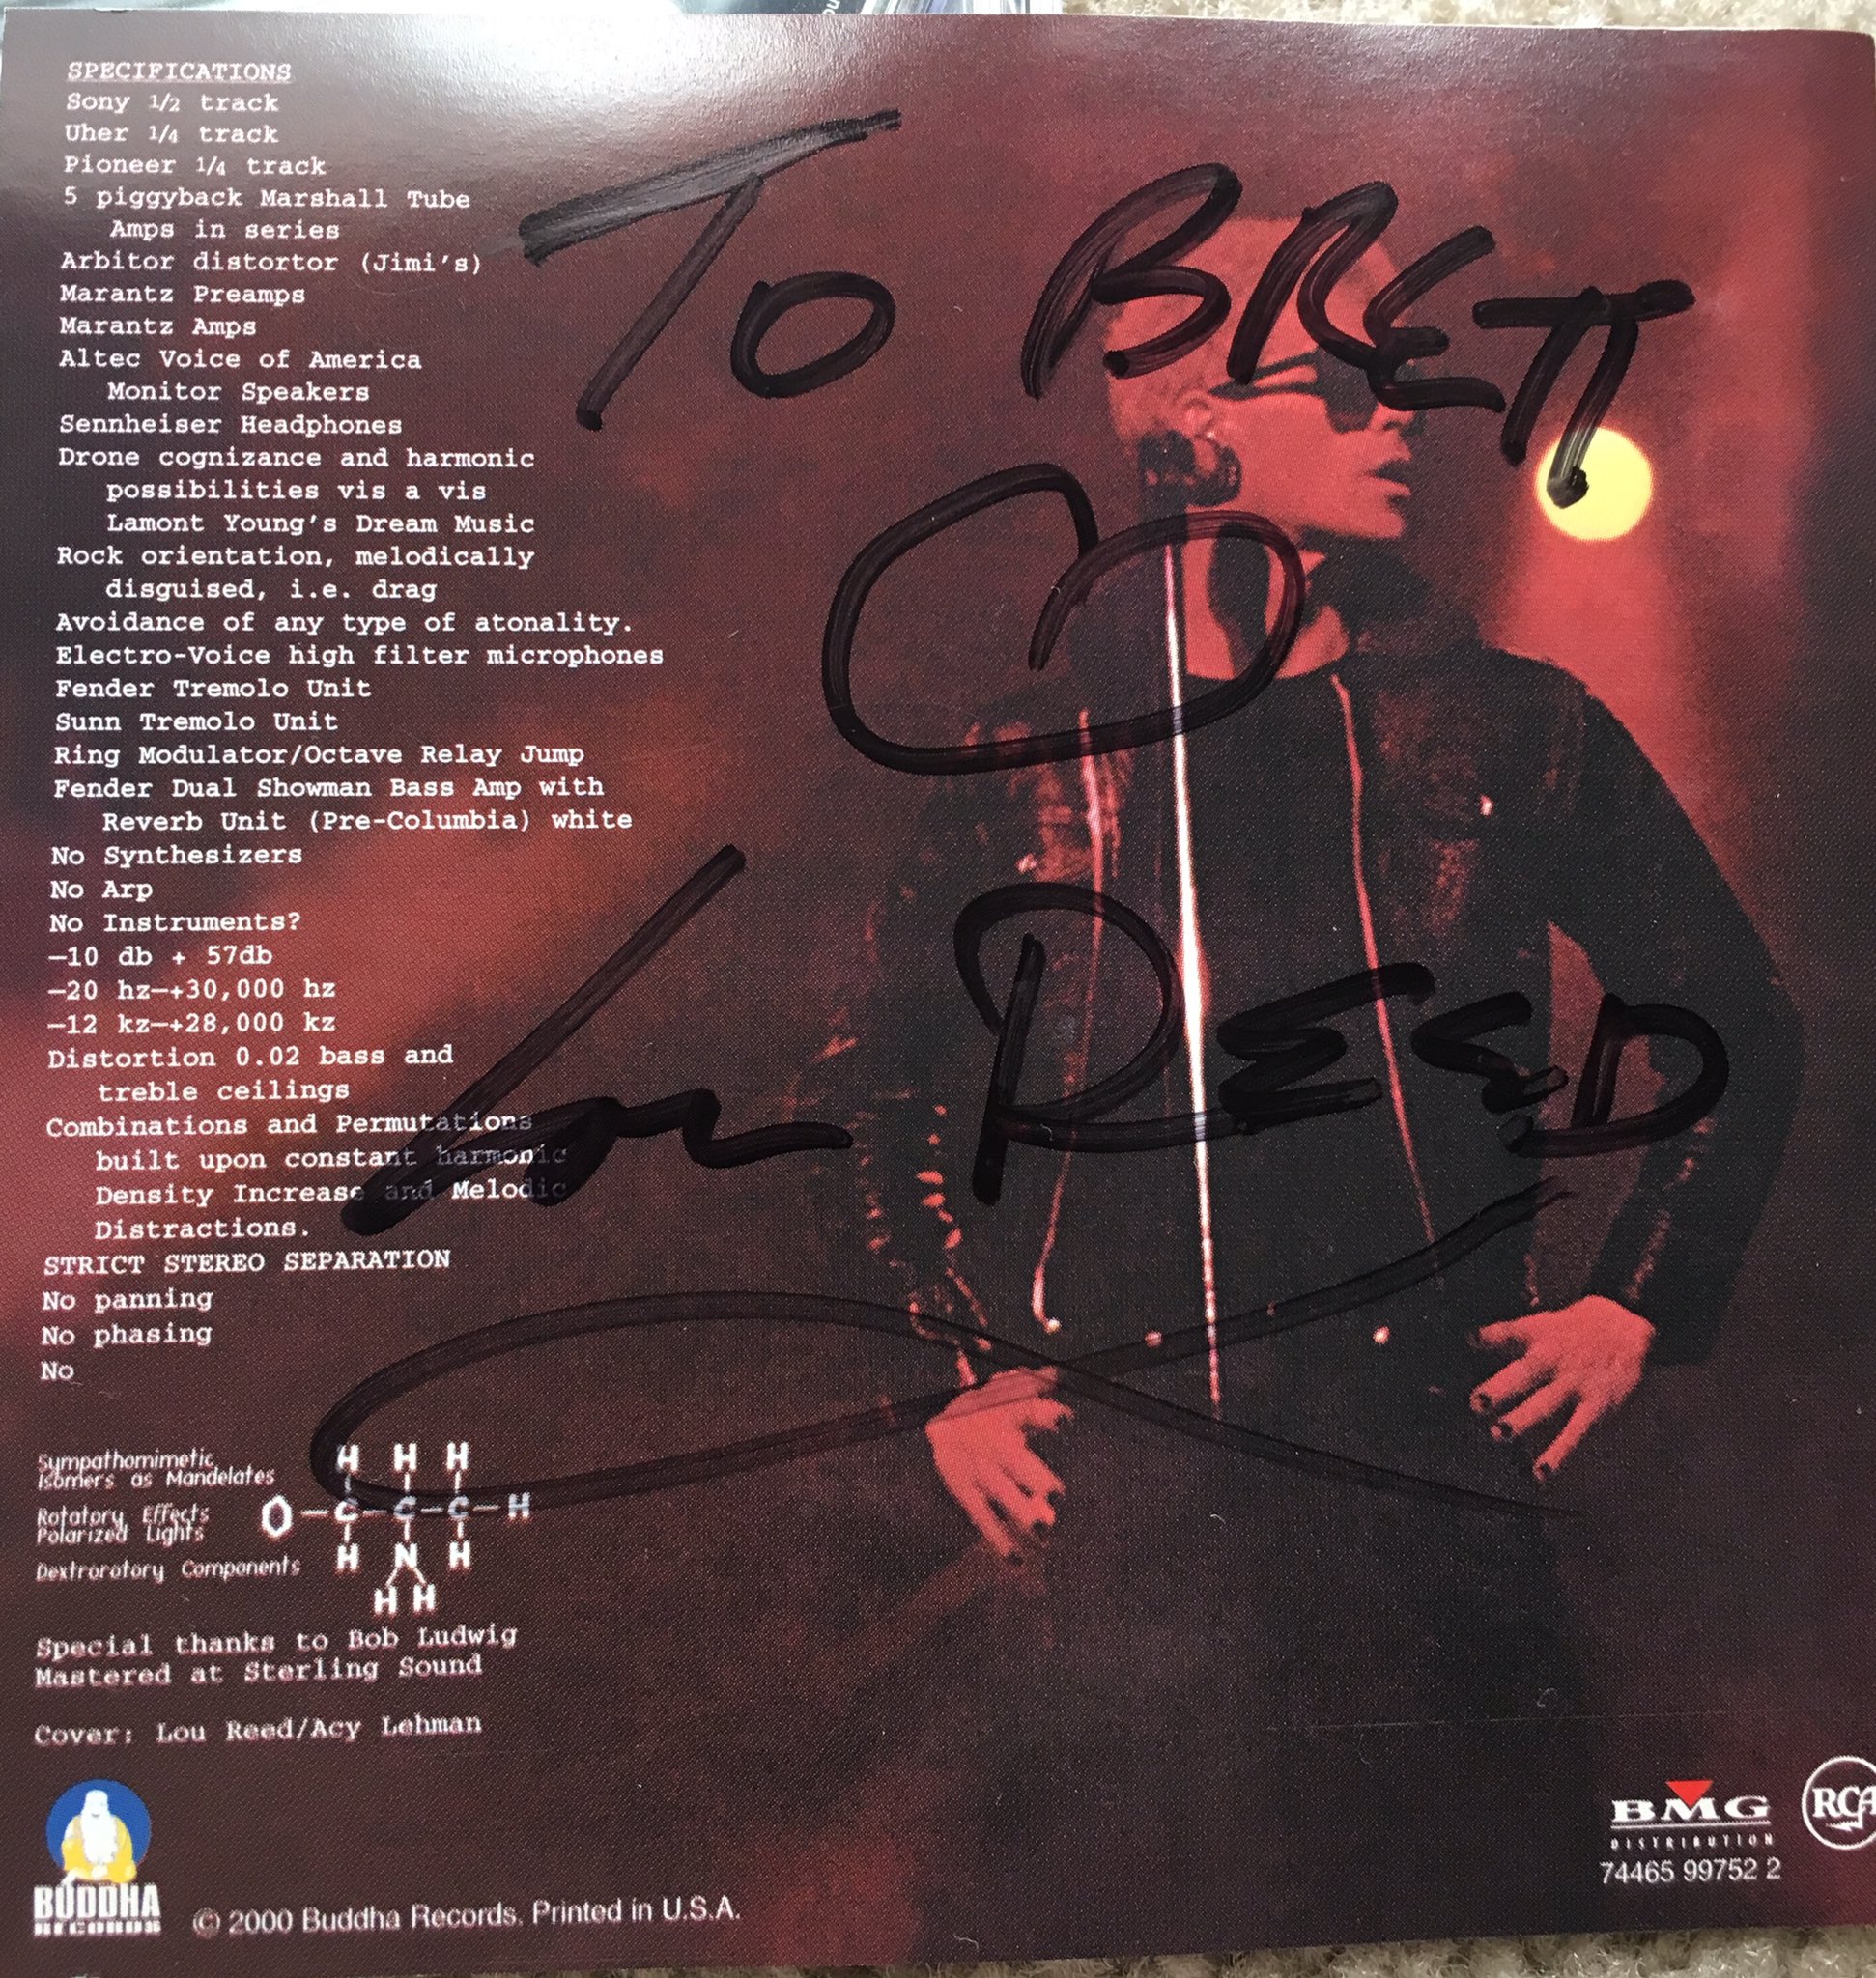 SPECIFICATIONS
Sony 1/2 track
Uher 1/4 track
Pioneer 1/4 track
5 piggyback Marshall Tube
Amps in series
Arbitor distortor (Jimi's)
Marantz Preamps
Marantz Amps
Altec Voice of America
Monitor Speakers
Sennheiser Headphones
Drone cognizance and harmonic
possibilities vis a vis
Lamont Young's Dream Music
Rock orientation, melodically
disguised, i.e. drag
Avoidance of any type of atonality.
Electro-Voice high filter microphones
Fender Tremolo Unit
Sunn Tremolo Unit
Ring Modulator/Octave Relay Jump
Fender Dual Showman Bass Amp with
Reverb Unit (Pre-Columbia) white
No Synthesizers
No Arp
No Instruments?
—10 db + 57db
—20 hz—+30,000 hz
—12 kz—+28,000 kz
Distortion 0.02 bass and
treble ceilings
Combinations and Permutations
built upon constant harmonic
Density Increase and Melodic
Distractions.
STRICT STEREO SEPARATION
No panning
No phasing
No
TO BRETT
Lou REED
Sympathomimetic
Isomers as Mandelates
Rotatory Effects
Polarized Lights
Dextrorotory Components
H H H
O—C—C—C—H
H N H
H H
Special thanks to Bob Ludwig
Mastered at Sterling Sound
Cover: Lou Reed/Acy Lehman
BUDDHA
RECORDS
© 2000 Buddha Records. Printed in U.S.A.
BMG
DISTRIBUTION
74465 99752 2
RCA